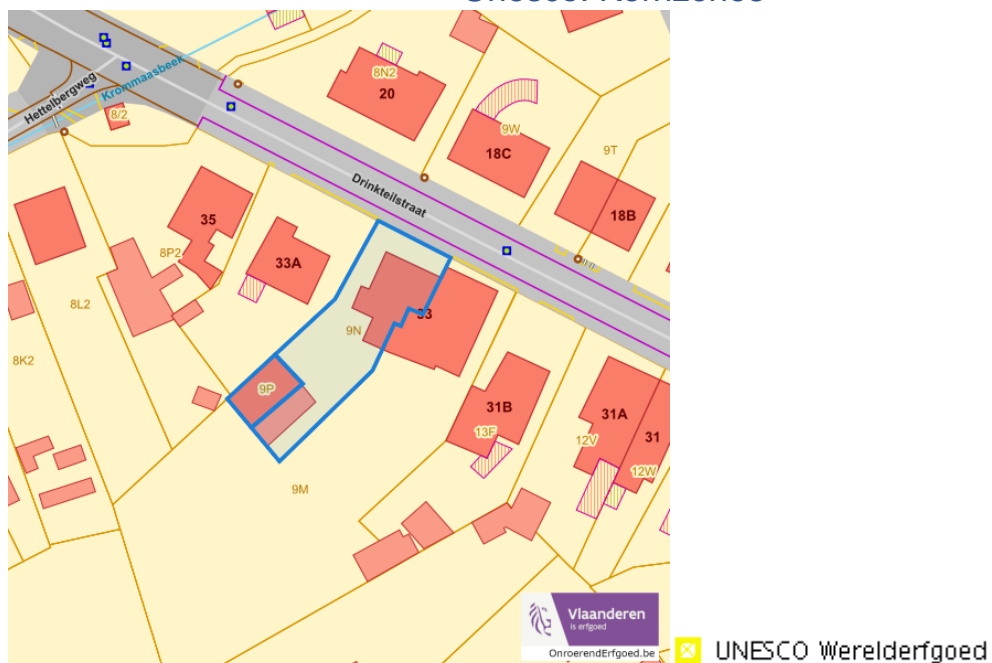 Hettelbergweg
Krommaasbeek
8/2
8N2
20
9W
18C
9T
18B
Drinkteilstraat
35
8P2
33A
8L2
9N
33
8K2
9P
31B
13F
31A
12V
31
12W
9M
Vlaanderen
is erfgoed
OnroerendErfgoed.be
UNESCO Werelderfgoed